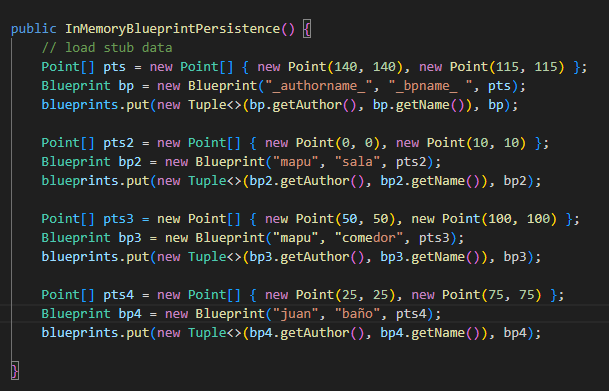 public InMemoryBlueprintPersistence() {
// load stub data
Point[] pts = new Point[] { new Point(140, 140), new Point(115, 115) };
Blueprint bp = new Blueprint("_authorname_", "_bpname_ ", pts);
blueprints.put(new Tuple<>(bp.getAuthor(), bp.getName()), bp);
Point[] pts2 = new Point[] { new Point(0, 0), new Point(10, 10) };
Blueprint bp2 = new Blueprint("mapu", "sala", pts2);
blueprints.put(new Tuple<>(bp2.getAuthor(), bp2.getName()), bp2);
Point[] pts3 = new Point[] { new Point(50, 50), new Point(100, 100) };
Blueprint bp3 = new Blueprint("mapu", "comedor", pts3);
blueprints.put(new Tuple<>(bp3.getAuthor(), bp3.getName()), bp3);
Point[] pts4 = new Point[] { new Point(25, 25), new Point(75, 75) };
Blueprint bp4 = new Blueprint("juan", "baño", pts4);
blueprints.put(new Tuple<>(bp4.getAuthor(), bp4.getName()), bp4);
}